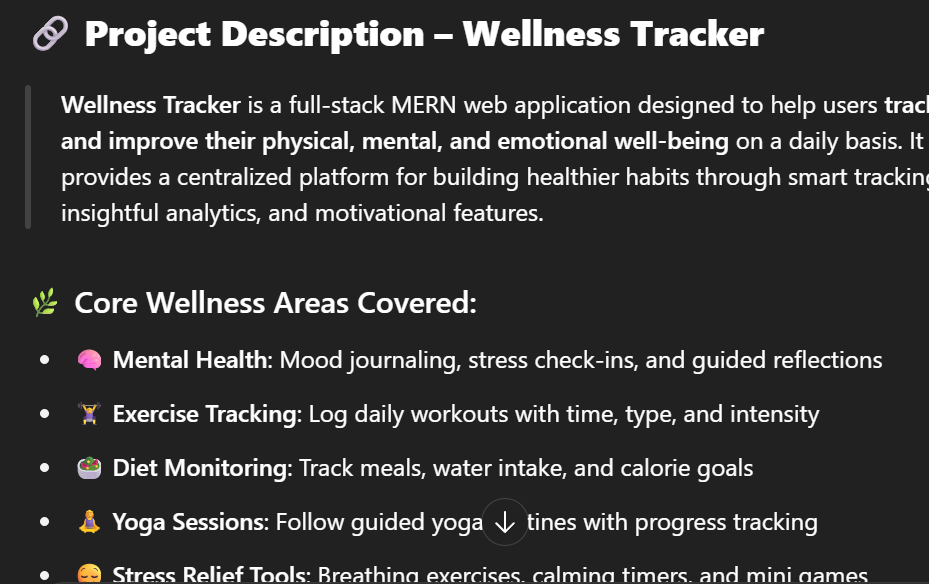 🔗 Project Description – Wellness Tracker
Wellness Tracker is a full-stack MERN web application designed to help users
and improve their physical, mental, and emotional well-being on a daily basis. It
provides a centralized platform for building healthier habits through smart
insightful analytics, and motivational features.
🌿 Core Wellness Areas Covered:
• 🧠 Mental Health: Mood journaling, stress check-ins, and guided reflections
• 🏋️ Exercise Tracking: Log daily workouts with time, type, and intensity
• 🥗 Diet Monitoring: Track meals, water intake, and calorie goals
• 🧘 Yoga Sessions: Follow guided yoga tines with progress tracking
• 😌 Stress Relief Tools: Breathing exercises, calming timers, and mini games